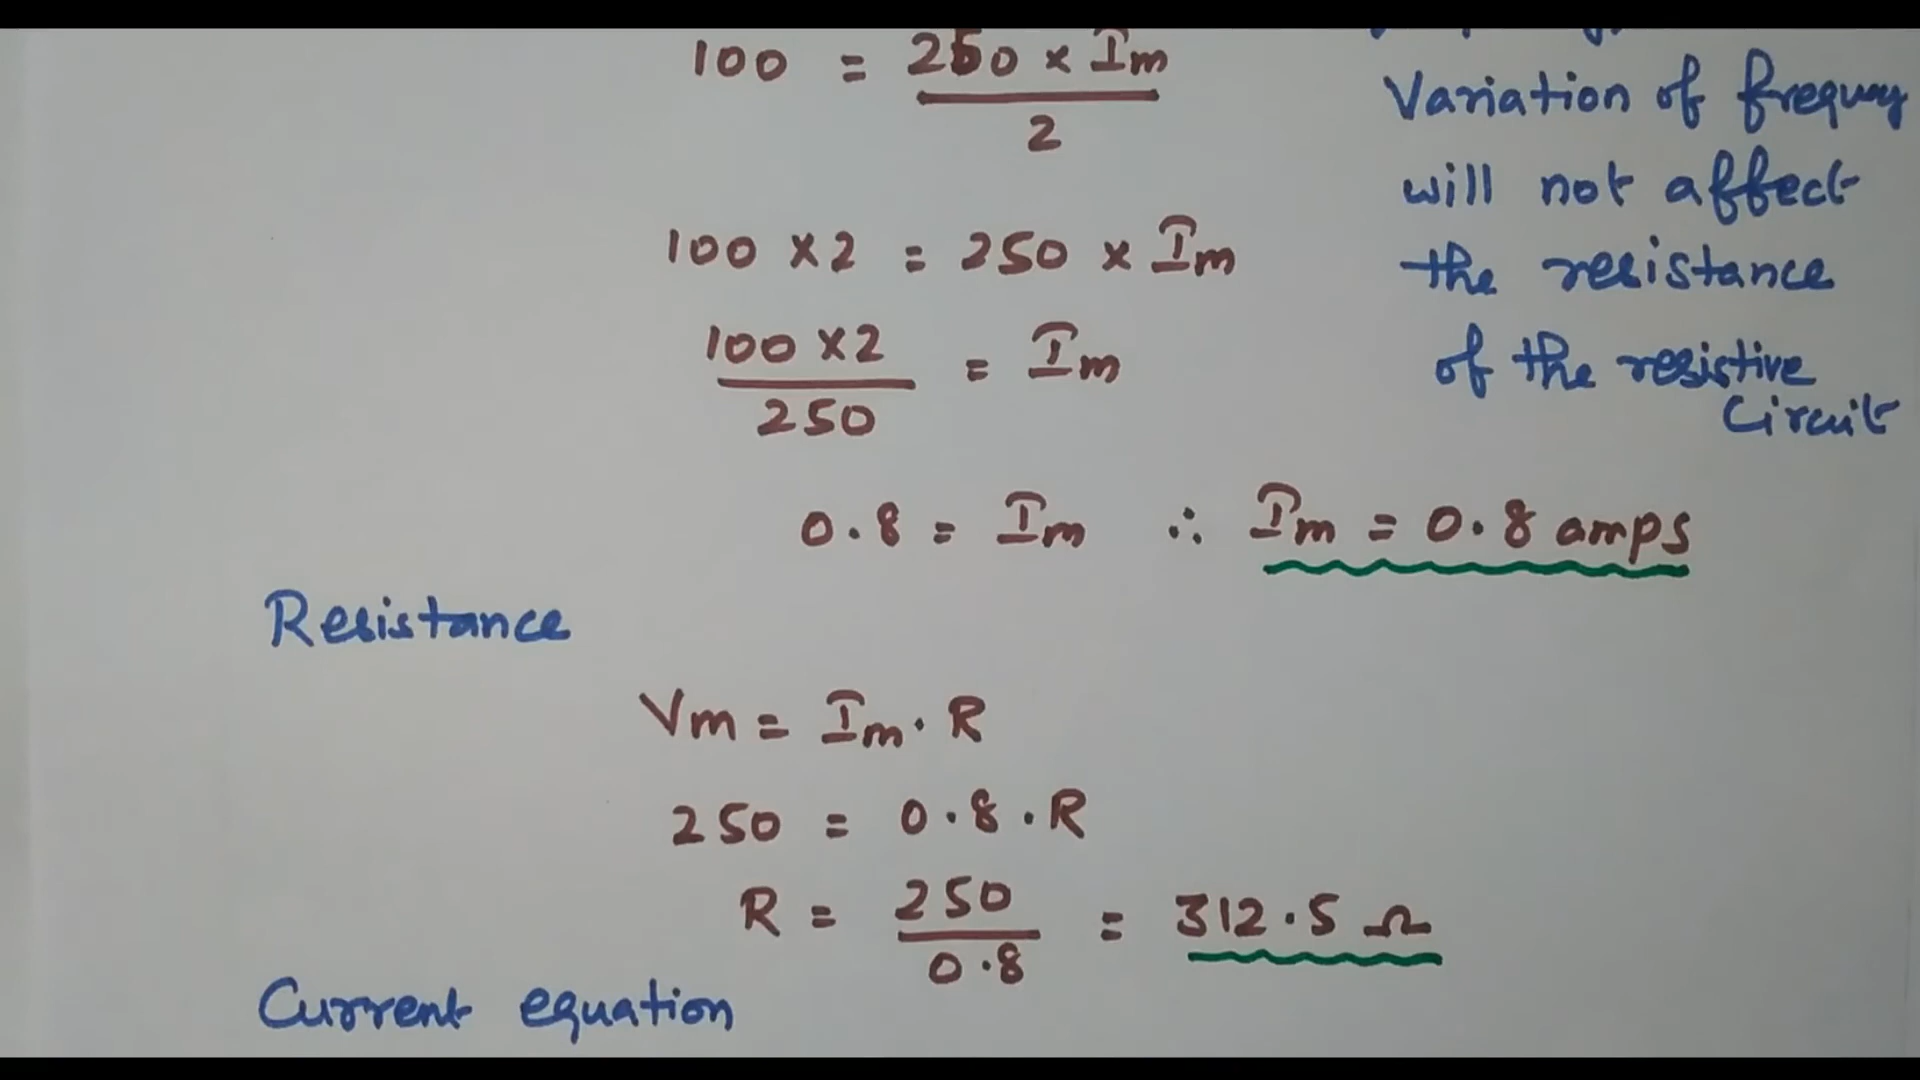 100 = 250 × Im
2
100 × 2 = 250 × Im
100 × 2 = Im
250
0.8 = Im ∴ Im = 0.8 amps
Resistance
Vm = Im . R
250 = 0.8 . R
R = 250 = 312.5 Ω
0.8
Current equation
Variation of frequny
will not affect
the resistance
of the resistive
circuit